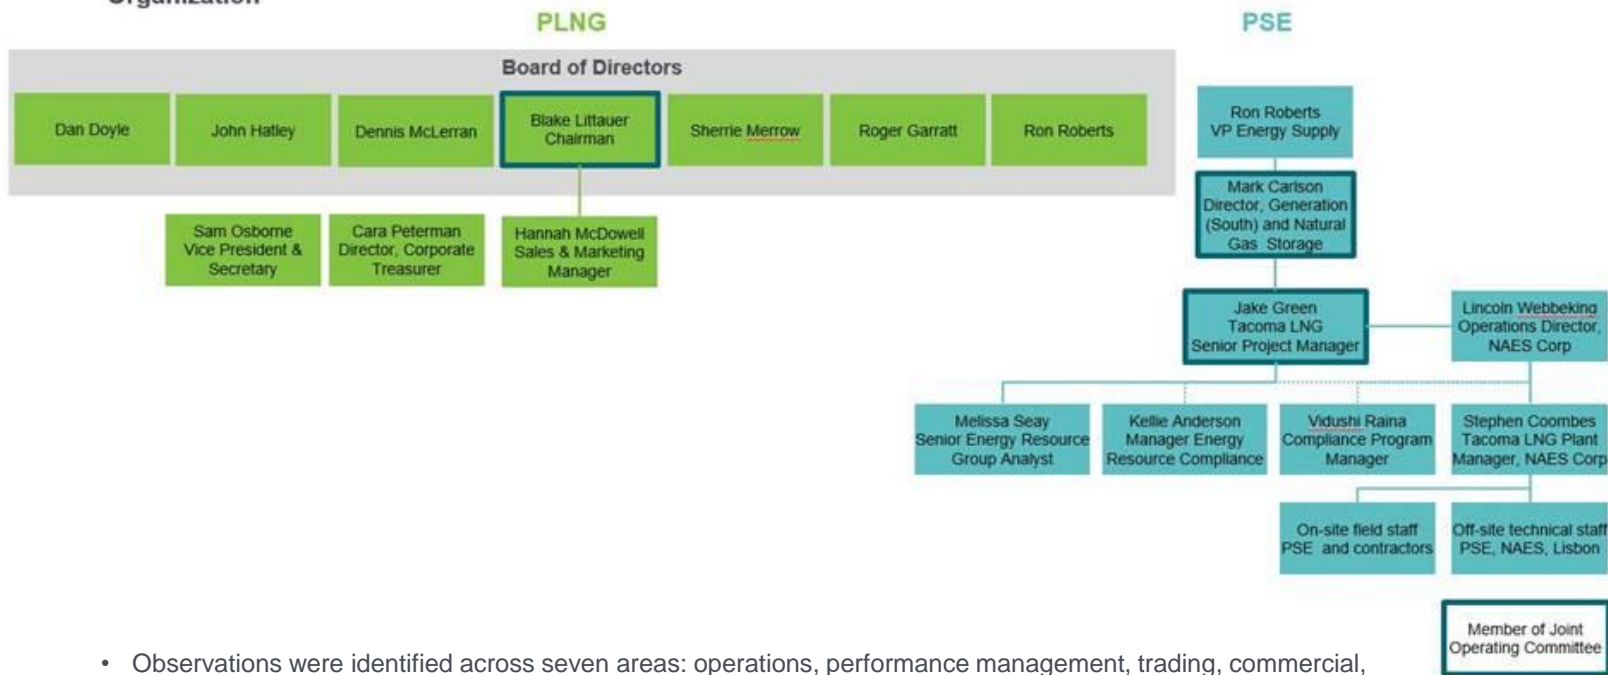 Organization
PLNG
PSE
Board of Directors
Dan Doyle
John Hatley
Dennis McLerran
Blake Littauer
Chairman
Sherrie Merrow
Roger Garratt
Ron Roberts
Sam Osborne
Vice President &
Secretary
Cara Peterman
Director, Corporate
Treasurer
Hannah McDowell
Sales & Marketing
Manager
Ron Roberts
VP Energy Supply
Mark Carlson
Director, Generation
(South) and Natural
Gas Storage
Jake Green
Tacoma LNG
Senior Project Manager
Lincoln Webbeking
Operations Director,
NAES Corp
Melissa Seay
Senior Energy Resource
Group Analyst
Kellie Anderson
Manager Energy
Resource Compliance
Vidushi Raina
Compliance Program
Manager
Stephen Coombes
Tacoma LNG Plant
Manager, NAES Corp
On-site field staff
PSE and contractors
Off-site technical staff
PSE, NAES, Lisbon
Member of Joint
Operating Committee
• Observations were identified across seven areas: operations, performance management, trading, commercial,